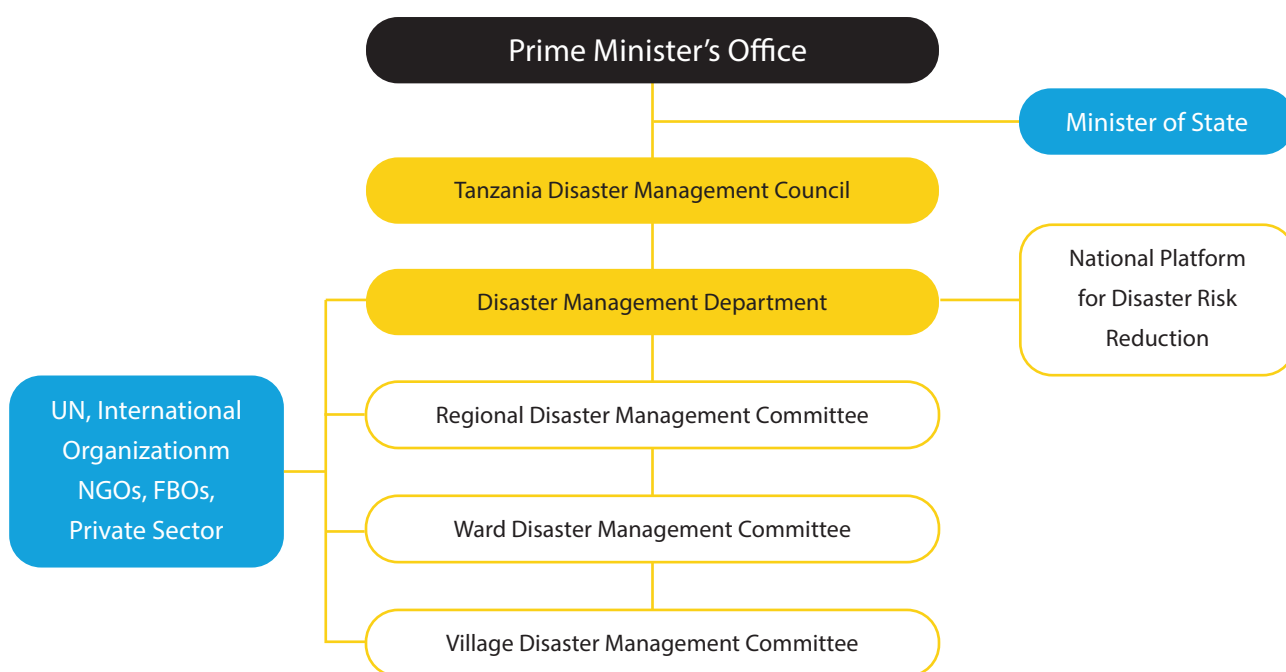 Prime Minister’s Office
Minister of State
Tanzania Disaster Management Council
National Platform
for Disaster Risk
Reduction
Disaster Management Department
UN, International
Organizationm
NGOs, FBOs,
Private Sector
Regional Disaster Management Committee
Ward Disaster Management Committee
Village Disaster Management Committee